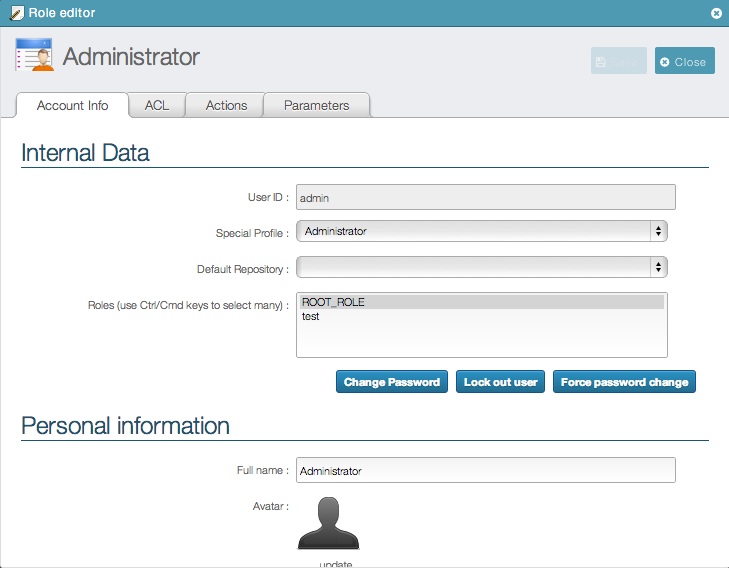 Role editor
Administrator
Save
Close
Account Info
ACL
Actions
Parameters
Internal Data
User ID :
admin
Special Profile :
Administrator
Default Repository :
Roles (use Ctrl/Cmd keys to select many) :
ROOT_ROLE
test
Change Password
Lock out user
Force password change
Personal information
Full name :
Administrator
Avatar :
update